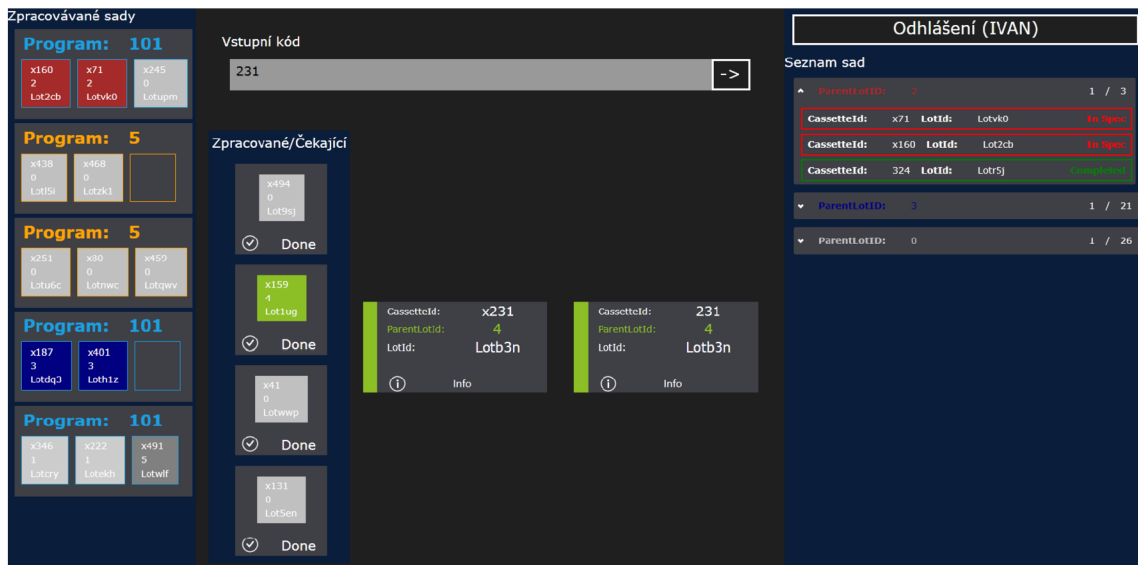 Zpracovávané sady
Program: 101
x160 x71 x245
2 2 0
Lot2cb Lotvk0 Lotupm
Program: 5
x438 x468
0 0
Lotl5i Lotzk1
Program: 5
x251 x80 x459
0 0 0
Lotu6c Lotnwc Lotqwv
Program: 101
x187 x401
3 3
Lotdq3 Loth1z
Program: 101
x346 x222 x491
1 1 5
Lotcry Lotekh Lotwlf
Vstupní kód
231 ->
Zpracované/Čekající
x494
0
Lot9sj
Done
x159
4
Lot1ug
Done
x41
0
Lotwwp
Done
x131
0
Lot5en
Done
CassetteId: x231
ParentLotId: 4
LotId: Lotb3n
Info
CassetteId: 231
ParentLotId: 4
LotId: Lotb3n
Info
Odhlášení (IVAN)
Seznam sad
ParentLotID: 2 1 / 3
CassetteId: x71 LotId: Lotvk0 In Spec
CassetteId: x160 LotId: Lot2cb In Spec
CassetteId: 324 LotId: Lotr5j Completed
ParentLotID: 3 1 / 21
ParentLotID: 0 1 / 26